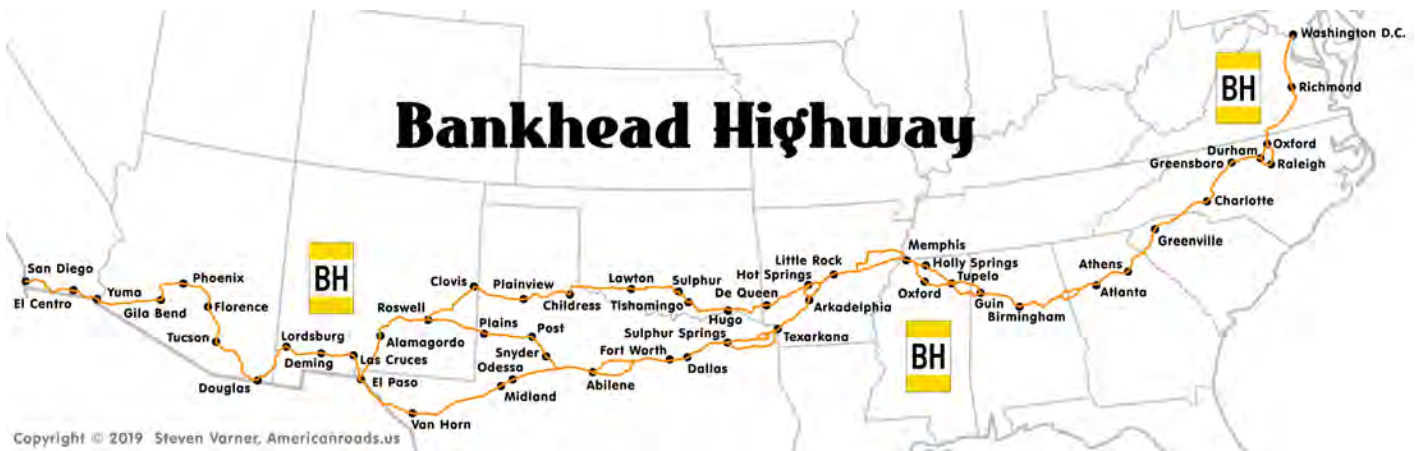 Washington D.C.
BH
Richmond
Bankhead Highway
Oxford
Durham
Greensboro
Raleigh
Charlotte
Greenville
Memphis
Little Rock
Holly Springs
Athens
San Diego
Phoenix
BH
Clovis
Plainview
Lawton
Sulphur
Hot Springs
Tupelo
El Centro
Yuma
De Queen
Oxford
Guin
Atlanta
Gila Bend
Florence
Roswell
Childress
Tishomingo
Hugo
Arkadelphia
Birmingham
Tucson
Lordsburg
Alamagordo
Plains
Post
Sulphur Springs
Texarkana
Deming
Las Cruces
Snyder
Fort Worth
BH
Douglas
El Paso
Odessa
Dallas
Midland
Abilene
Van Horn
Copyright © 2019 Steven Varner, Americanroads.us